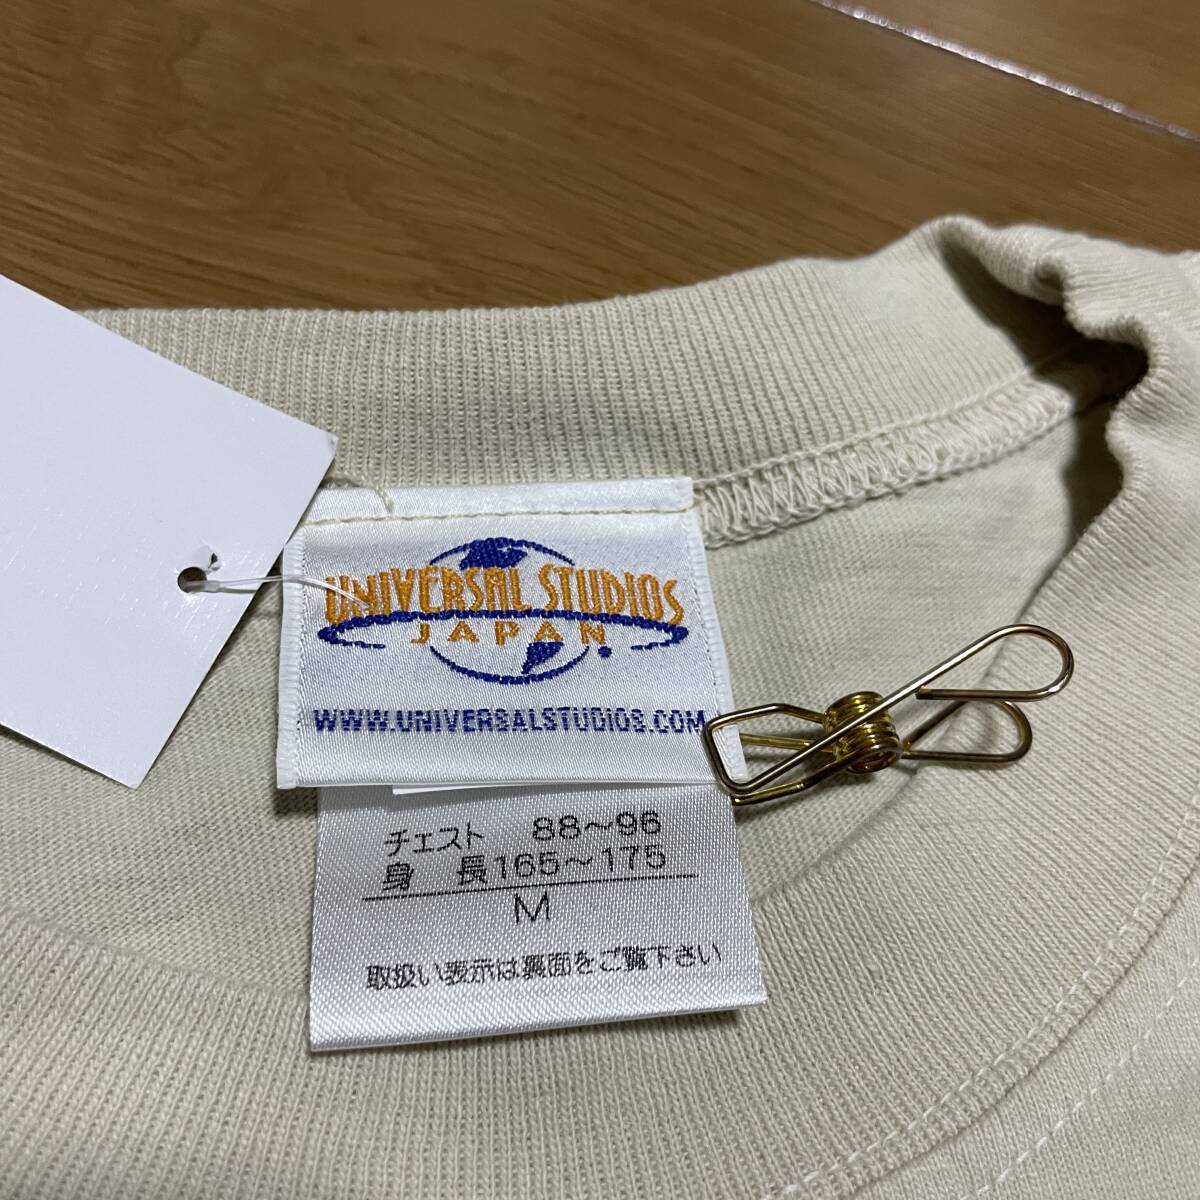 UNIVERSAL STUDIOS
JAPAN
WWW.UNIVERSALSTUDIOS.COM
チェスト 88～96
身 長165～175
M
取扱い表示は裏面をご覧下さい